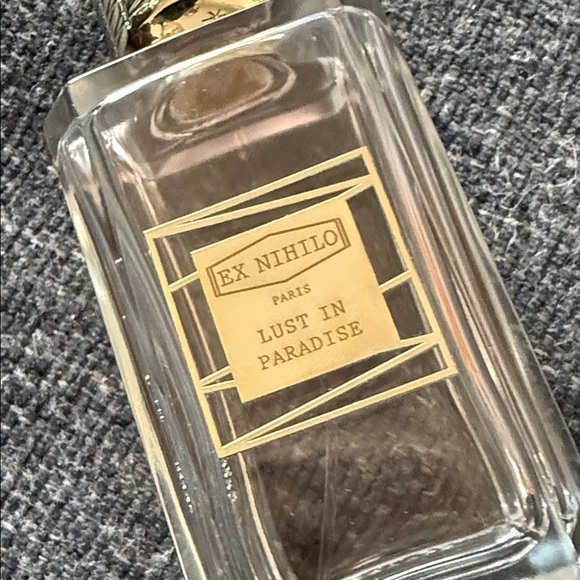 EX NIHILO
PARIS
LUST IN
PARADISE